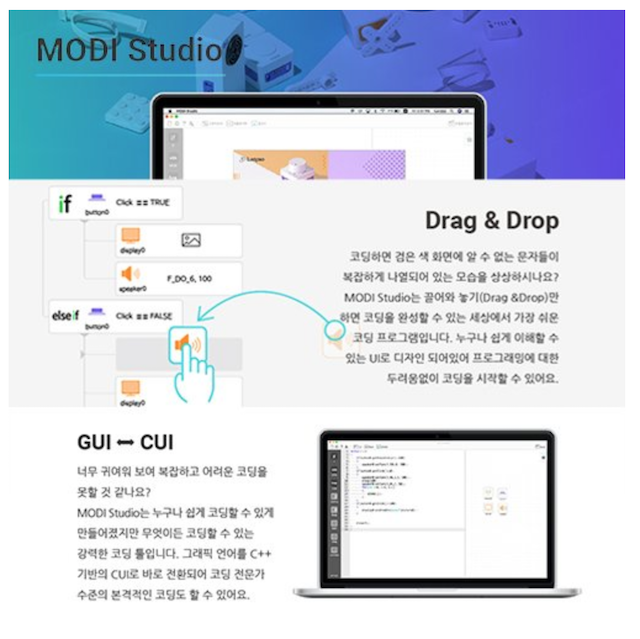 MODI Studio
MODI Studio
Luxrobo
if
button0
Click == TRUE
display0
speaker0
F_DO_6, 100
elseif
button0
Click == FALSE
display0
Drag & Drop
코딩하면 검은 색 화면에 알 수 없는 문자들이
복잡하게 나열되어 있는 모습을 상상하시나요?
MODI Studio는 끌어와 놓기(Drag &Drop)만
하면 코딩을 완성할 수 있는 세상에서 가장 쉬운
코딩 프로그램입니다. 누구나 쉽게 이해할 수
있는 UI로 디자인 되어있어 프로그래밍에 대한
두려움없이 코딩을 시작할 수 있어요.
GUI ⬌ CUI
너무 귀여워 보여 복잡하고 어려운 코딩을
못할 것 같나요?
MODI Studio는 누구나 쉽게 코딩할 수 있게
만들어졌지만 무엇이든 코딩할 수 있는
강력한 코딩 툴입니다. 그래픽 언어를 C++
기반의 CUI로 바로 전환되어 코딩 전문가
수준의 본격적인 코딩도 할 수 있어요.